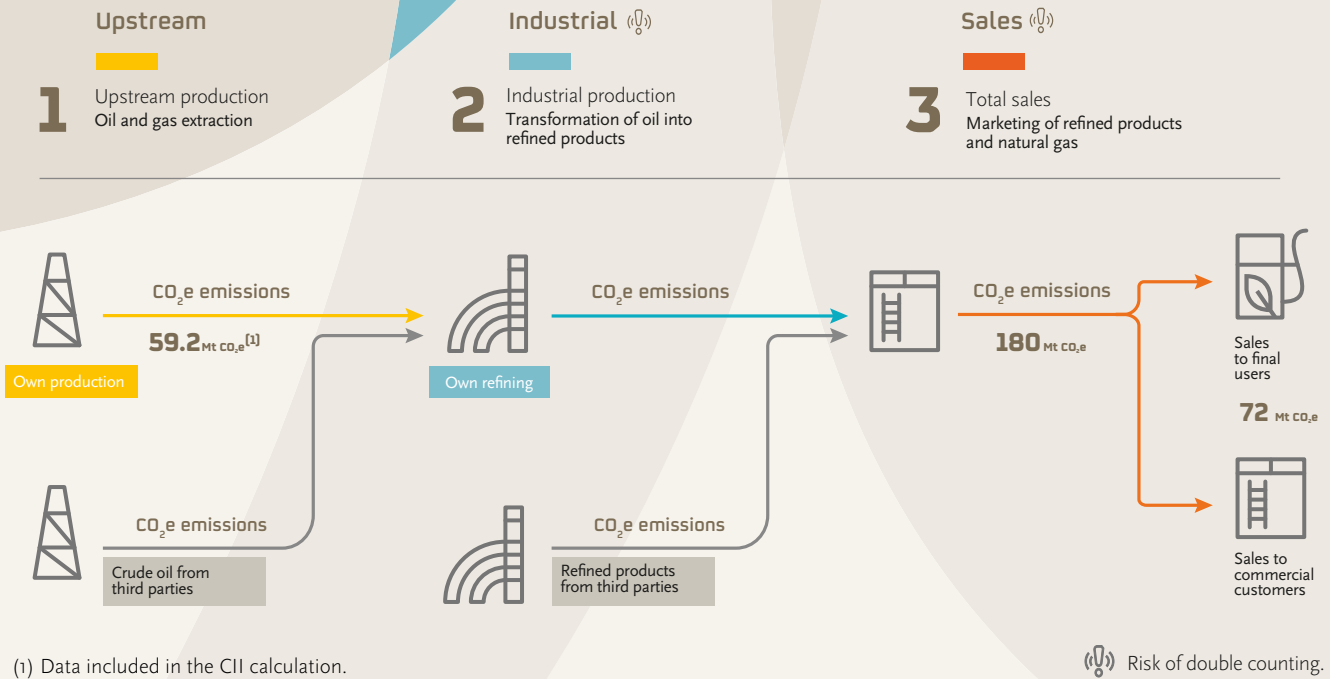 Upstream
Industrial
Sales
1
Upstream production
Oil and gas extraction
2
Industrial production
Transformation of oil into
refined products
3
Total sales
Marketing of refined products
and natural gas
CO₂e emissions
59.2 Mt CO₂e[1]
Own production
CO₂e emissions
Own refining
CO₂e emissions
180 Mt CO₂e
Sales
to final
users
72 Mt CO₂e
CO₂e emissions
Crude oil from
third parties
CO₂e emissions
Refined products
from third parties
Sales to
commercial
customers
(1) Data included in the CII calculation.
Risk of double counting.